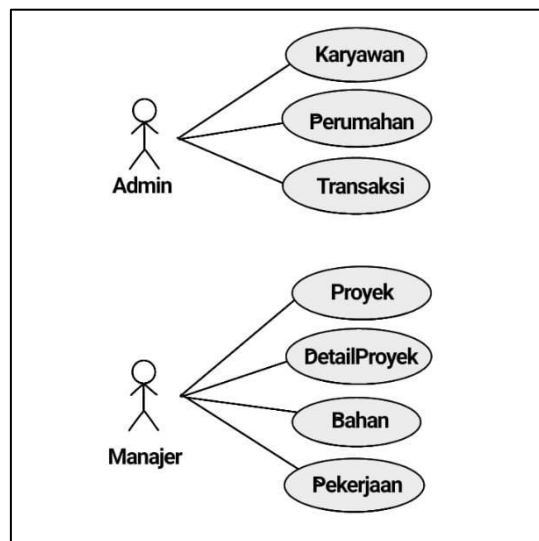 Karyawan
Perumahan
Admin
Transaksi
Proyek
DetailProyek
Bahan
Manajer
Pekerjaan